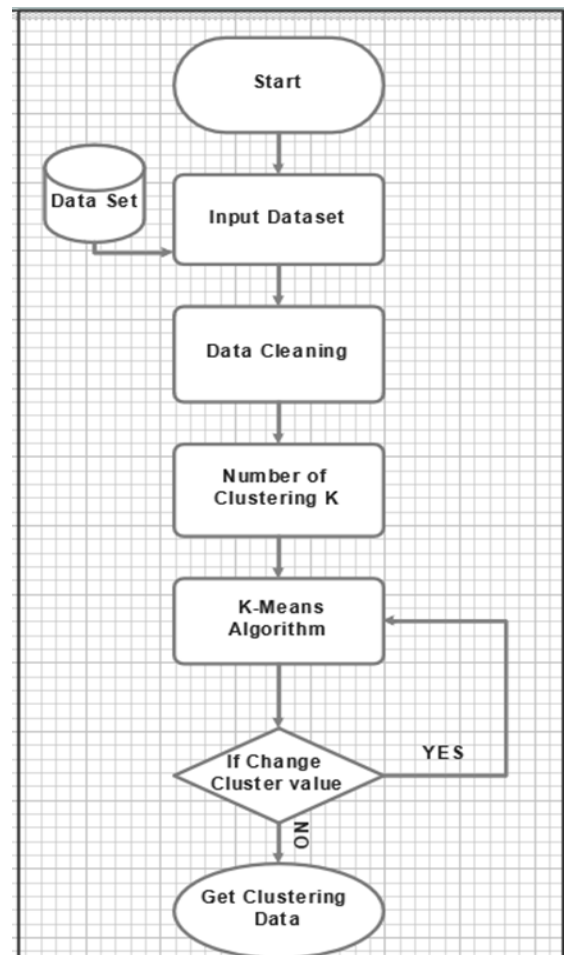 Start
Data Set
Input Dataset
Data Cleaning
Number of
Clustering K
K-Means
Algorithm
If Change
Cluster value
YES
NO
Get Clustering
Data